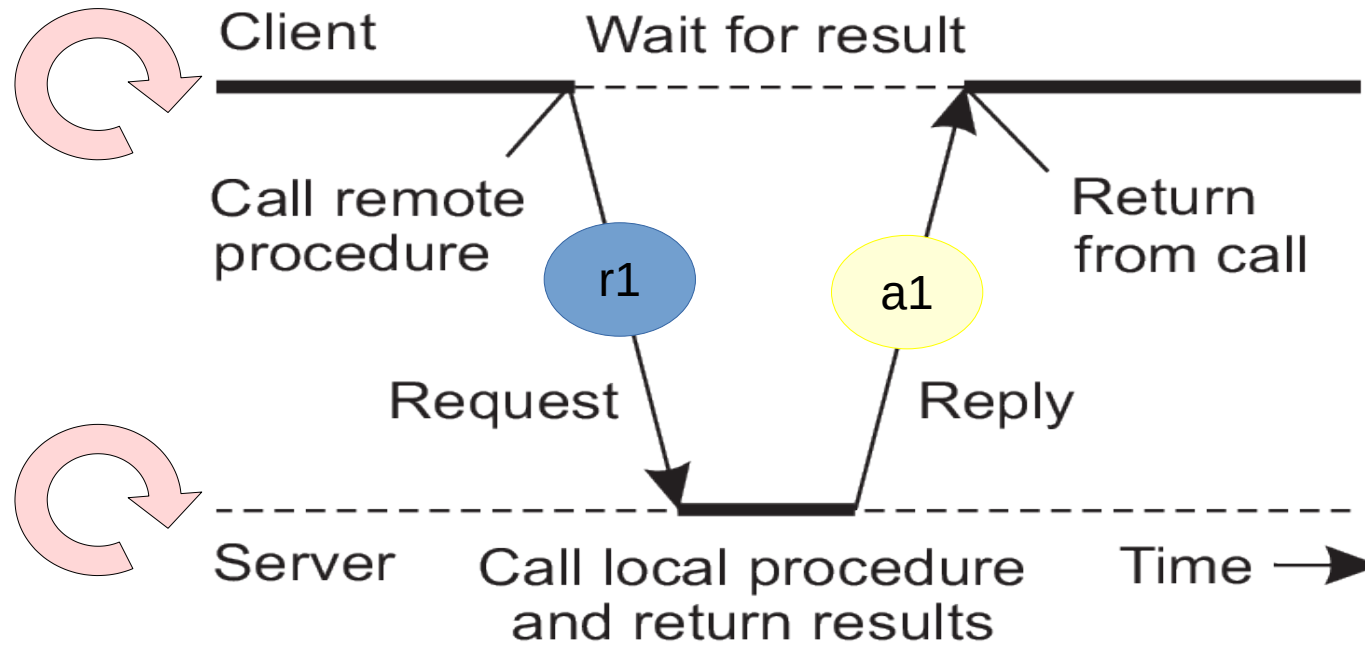 Client
Wait for result
Call remote
procedure
Return
from call
r1
a1
Request
Reply
Server
Call local procedure
and return results
Time